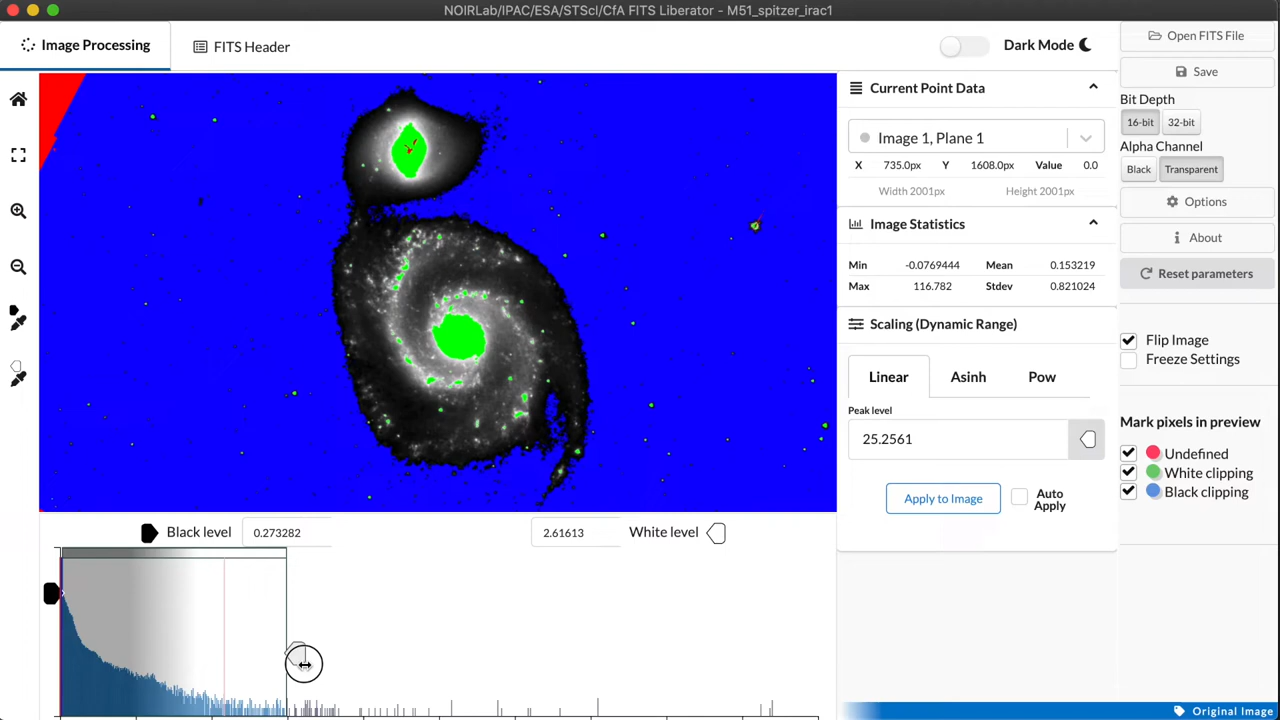 NOIRLab/IPAC/ESA/STScI/CfA FITS Liberator - M51_spitzer_irac1
Image Processing
FITS Header
Dark Mode
Open FITS File
Save
Bit Depth
16-bit 32-bit
Alpha Channel
Black Transparent
Options
About
Reset parameters
Flip Image
Freeze Settings
Mark pixels in preview
Undefined
White clipping
Black clipping
Current Point Data
Image 1, Plane 1
X 735.0px Y 1608.0px Value 0.0
Width 2001px Height 2001px
Image Statistics
Min -0.0769444 Mean 0.153219
Max 116.782 Stdev 0.821024
Scaling (Dynamic Range)
Linear Asinh Pow
Peak level
25.2561
Apply to Image
Auto
Apply
Black level 0.273282
2.61613 White level
Original Image